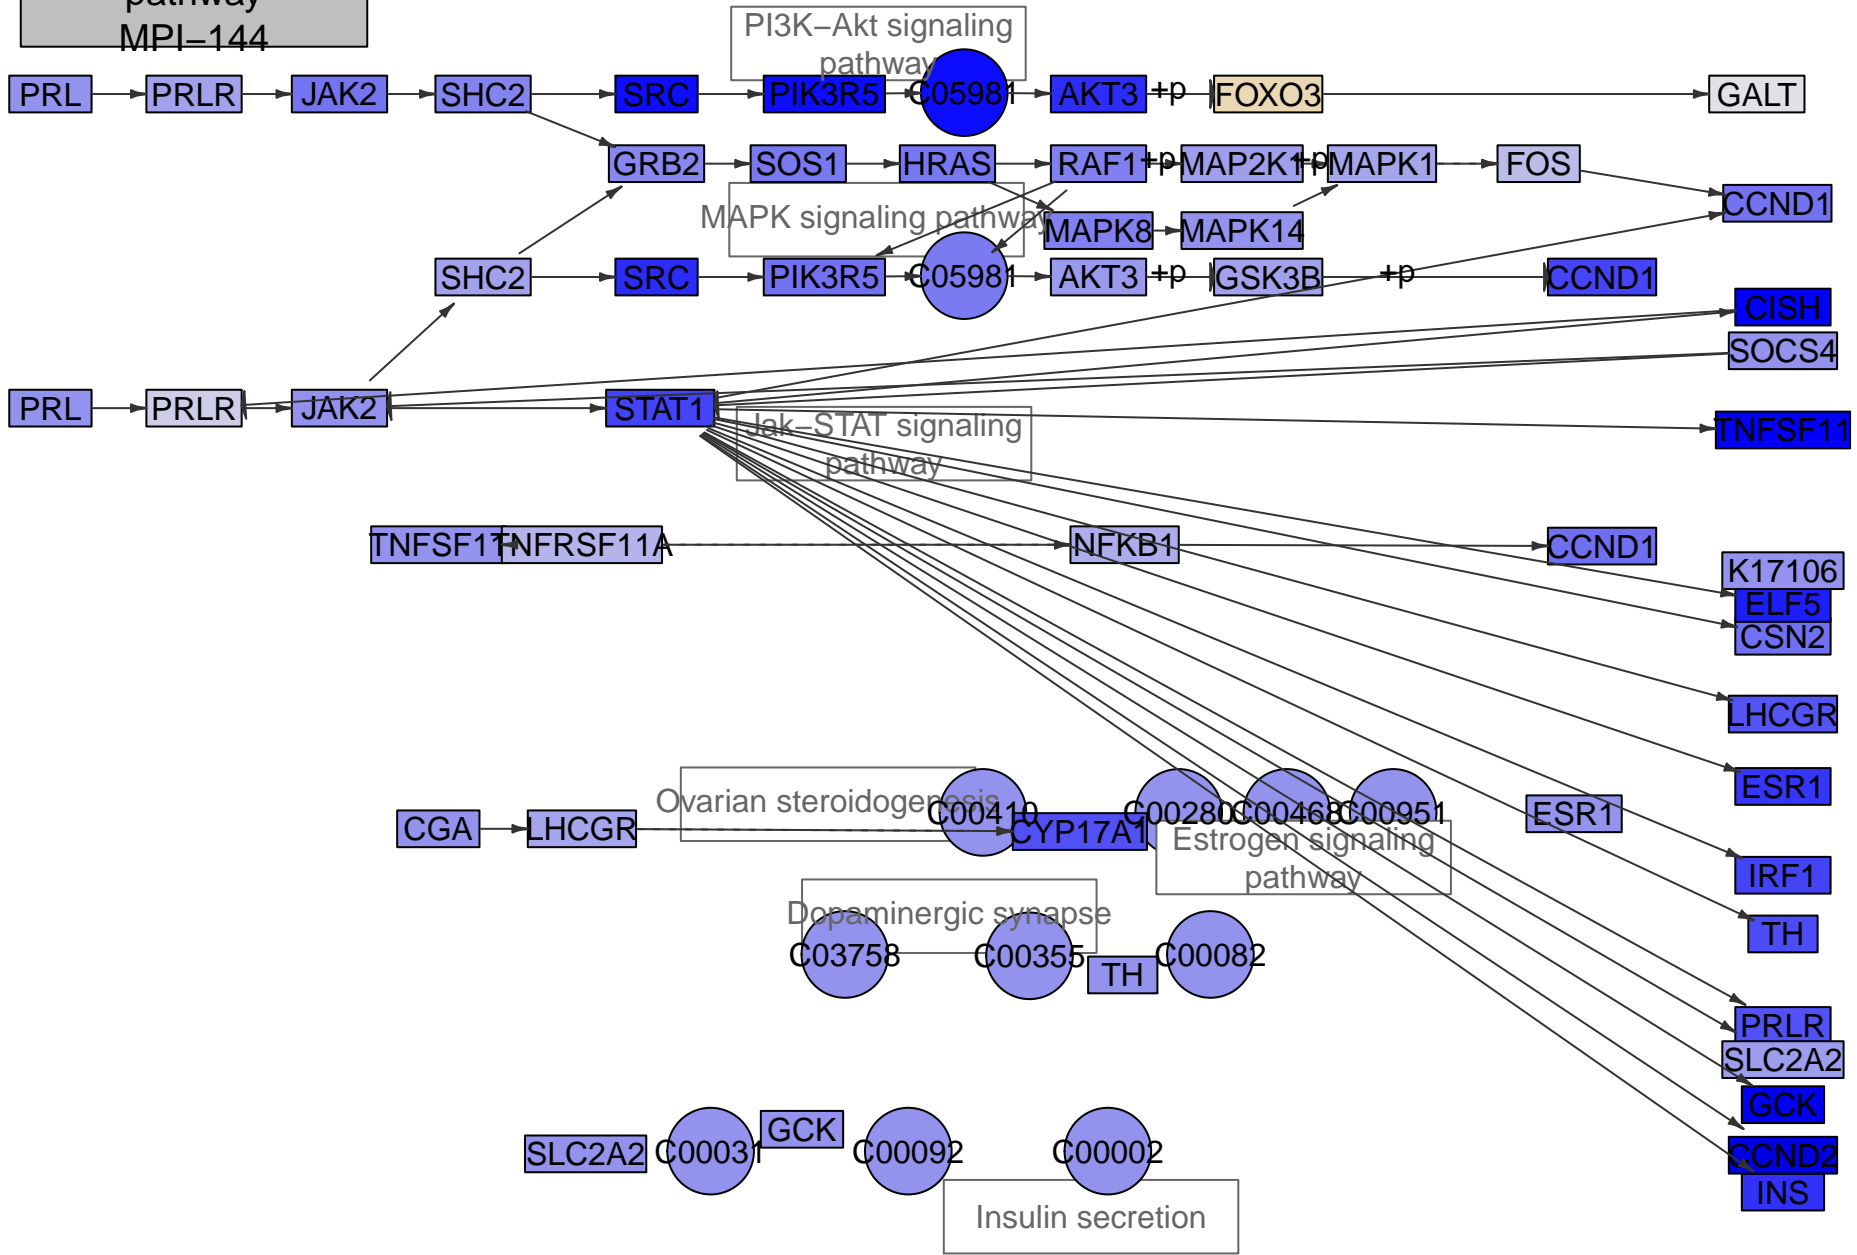 pathway
MPI–144
PI3K–Akt signaling
pathway
PRL
PRLR
JAK2
SHC2
SRC
PIK3R5
C05981
AKT3
+p
FOXO3
GALT
GRB2
SOS1
HRAS
RAF1
+p
MAP2K1
+p
MAPK1
FOS
CCND1
MAPK signaling pathway
MAPK8
MAPK14
SHC2
SRC
PIK3R5
C05981
AKT3
+p
GSK3B
+p
CCND1
CISH
SOCS4
PRL
PRLR
JAK2
STAT1
Jak–STAT signaling
pathway
TNFSF11
TNFSF11
TNFRSF11A
NFKB1
CCND1
K17106
ELF5
CSN2
LHCGR
ESR1
CGA
LHCGR
Ovarian steroidogenesis
C00410
CYP17A1
C00280
C00468
C00951
ESR1
Estrogen signaling
pathway
IRF1
TH
Dopaminergic synapse
C03758
C00355
TH
C00082
PRLR
SLC2A2
GCK
SLC2A2
C00031
GCK
C00092
C00002
CCND2
INS
Insulin secretion